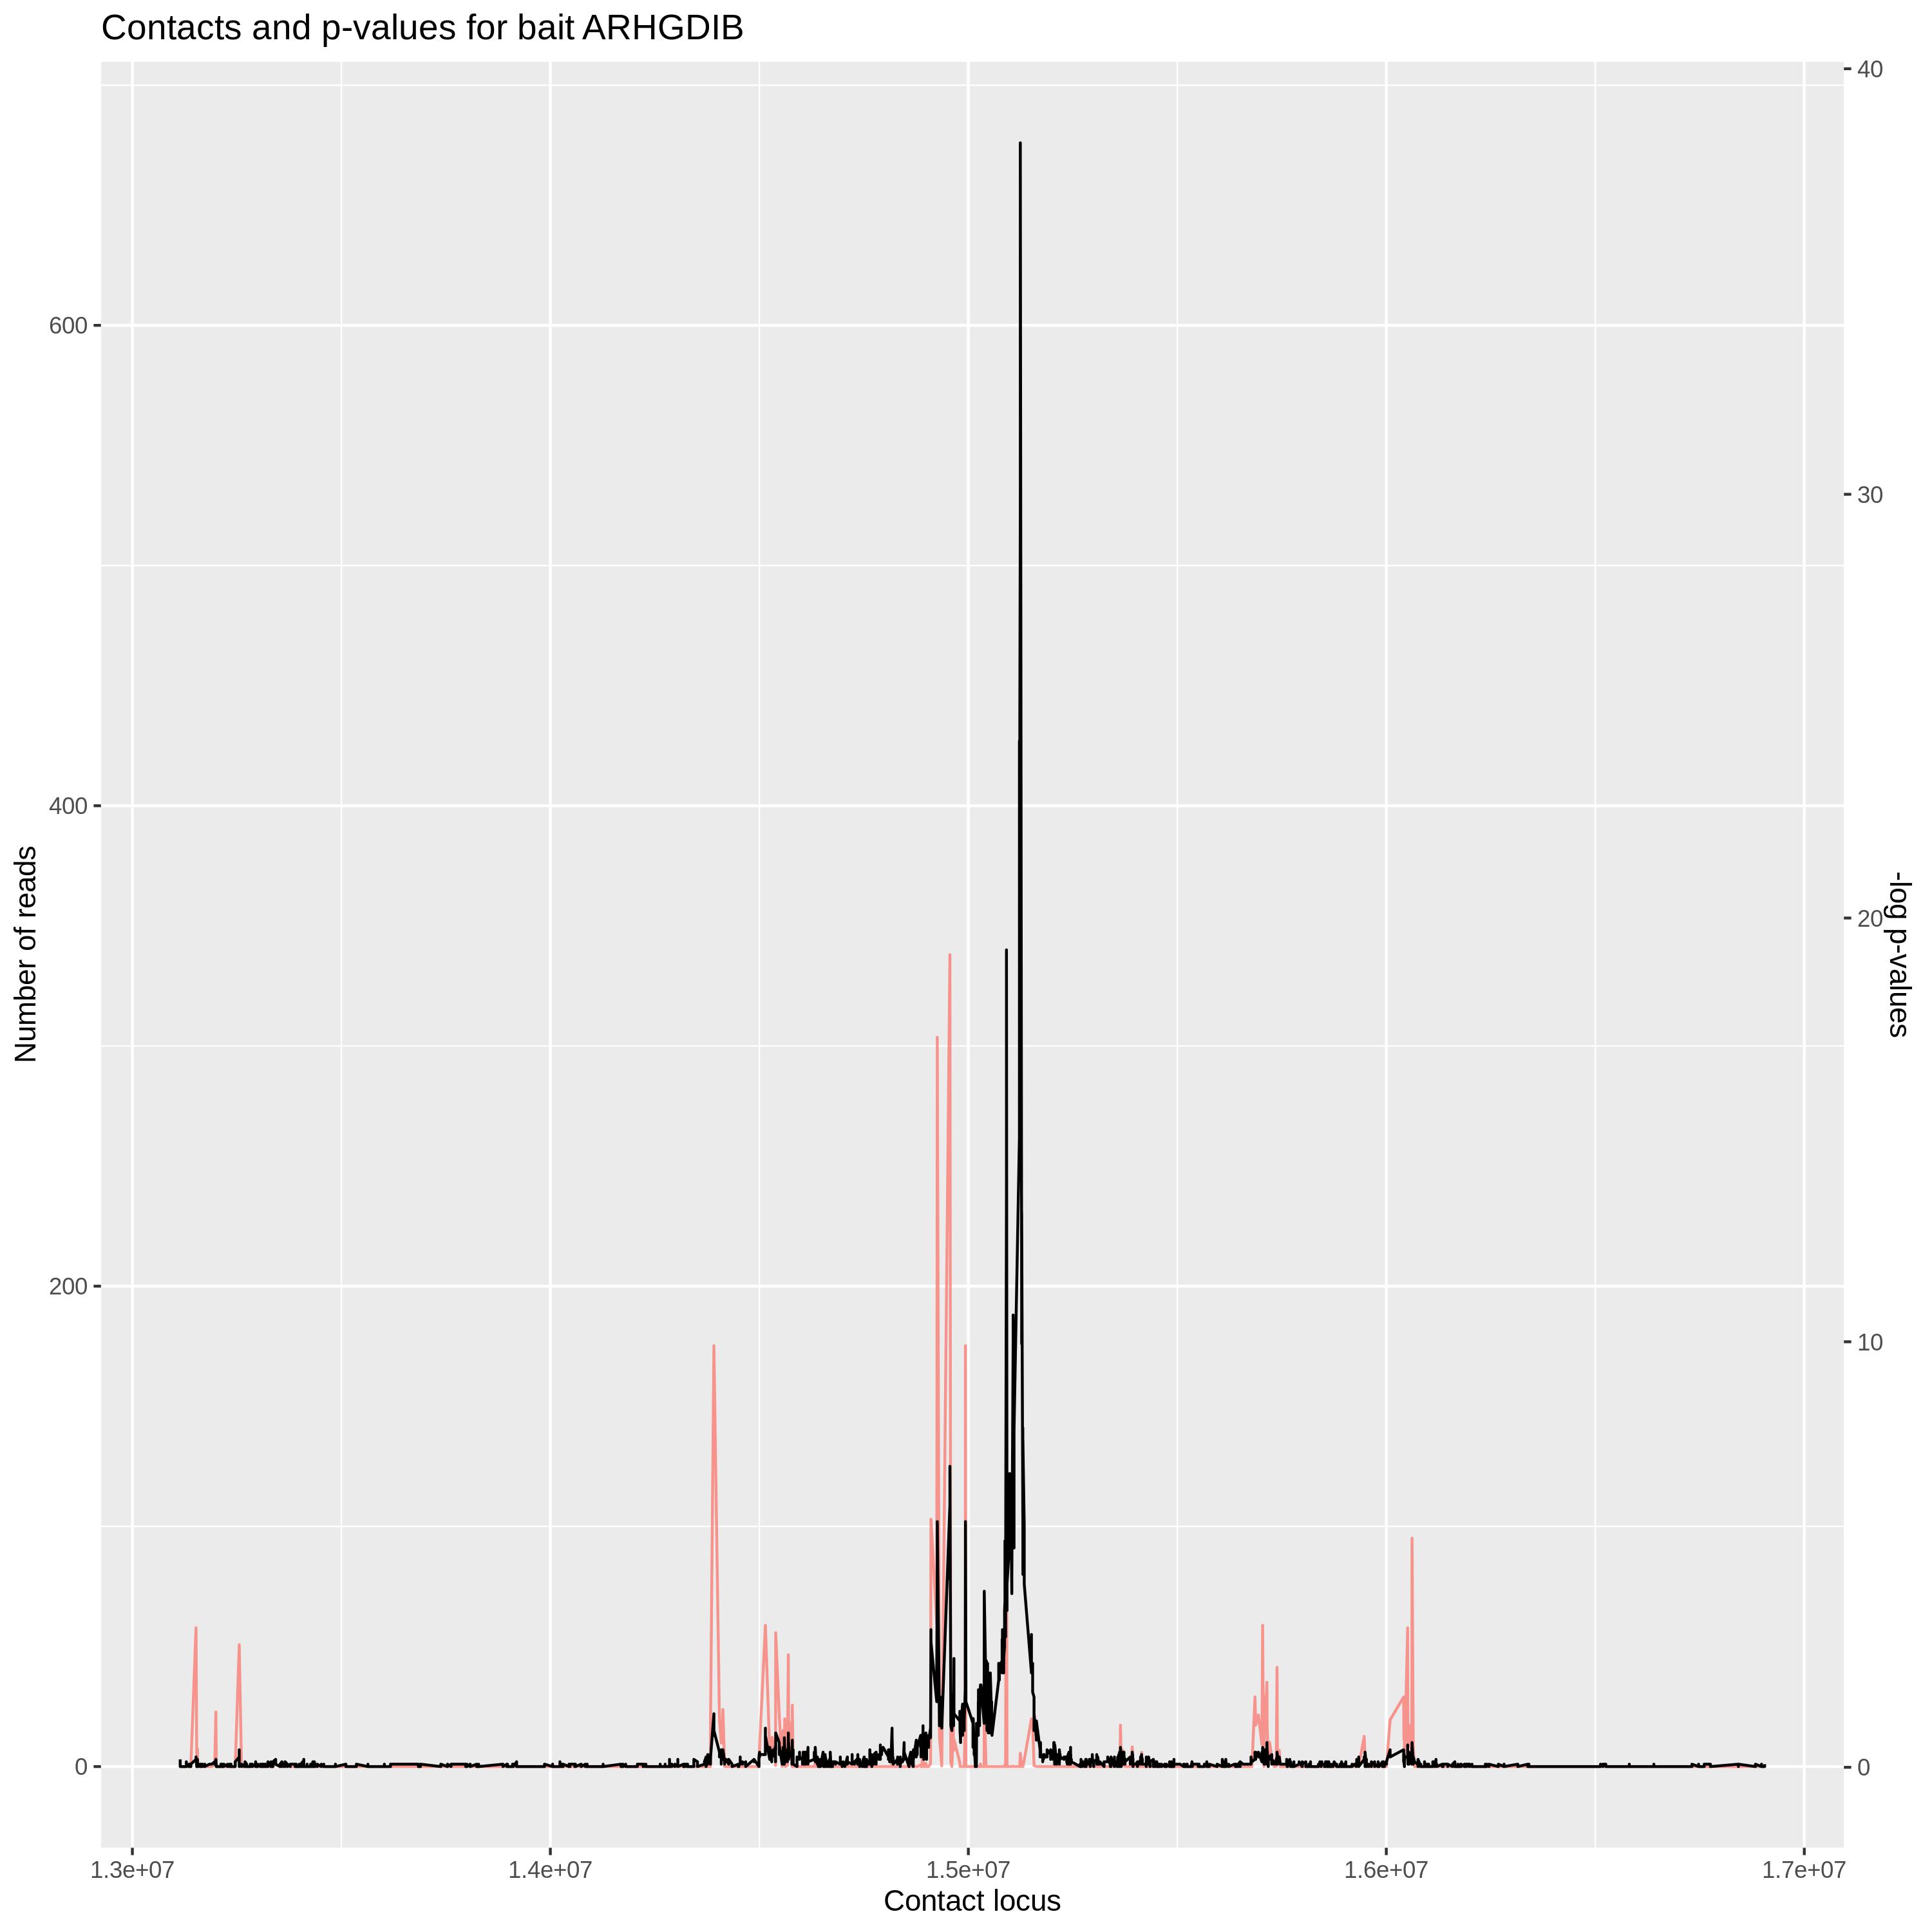 Contacts and p-values for bait ARHGDIB
40
600
30
400
20
Number of reads
-log p-values
200
10
0
0
1.3e+07
1.4e+07
1.5e+07
1.6e+07
1.7e+07
Contact locus